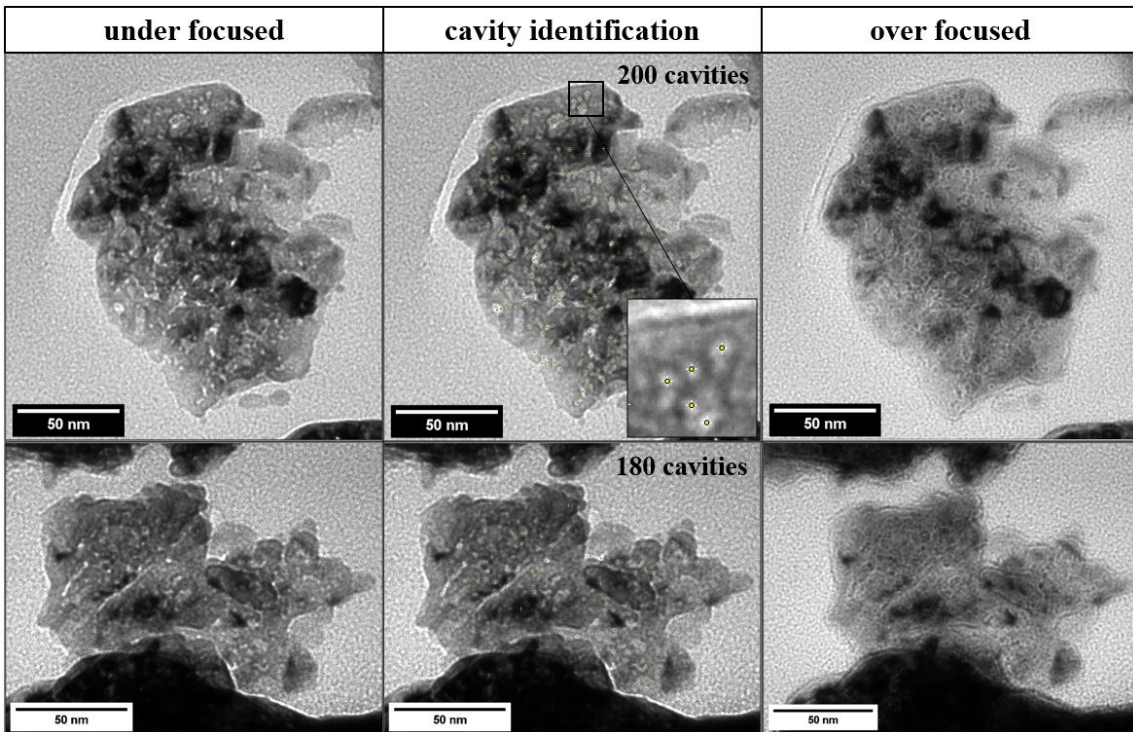 under focused
cavity identification
over focused
200 cavities
50 nm
50 nm
50 nm
180 cavities
50 nm
50 nm
50 nm